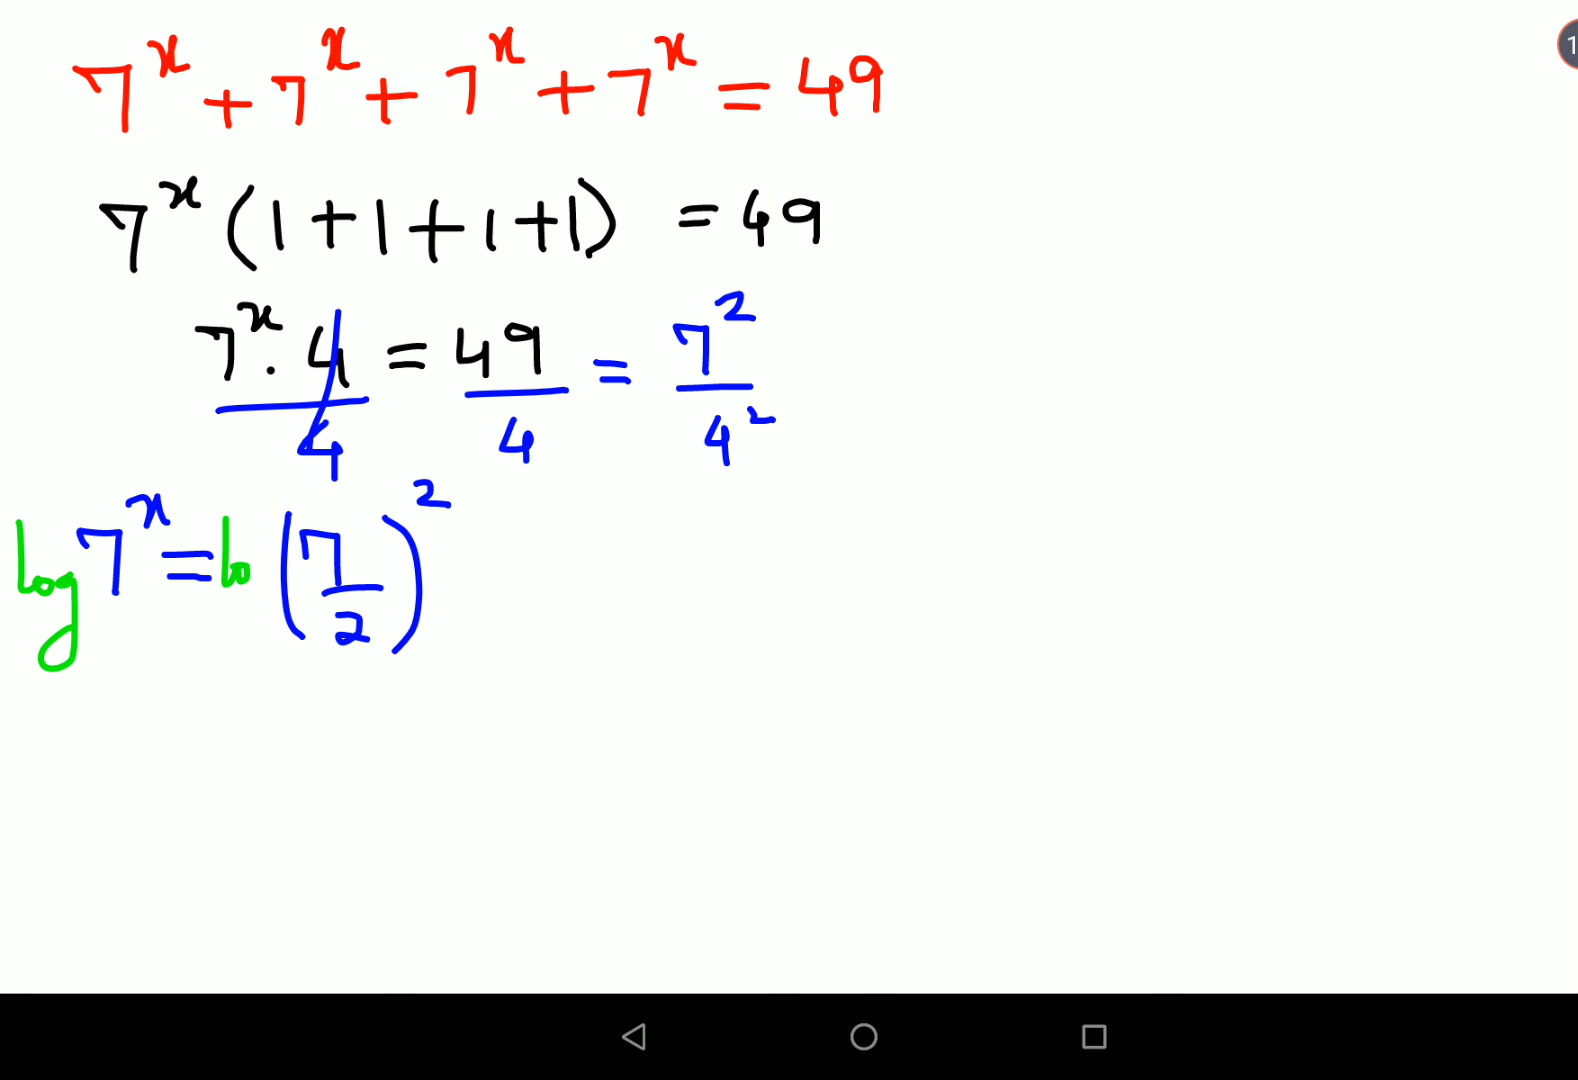 7^x + 7^x + 7^x + 7^x = 49
1
7^x (1 + 1 + 1 + 1) = 49
7^x · 4 / 4 = 49 / 4 = 7^2 / 4^2
log 7^x = lo (7/2)^2